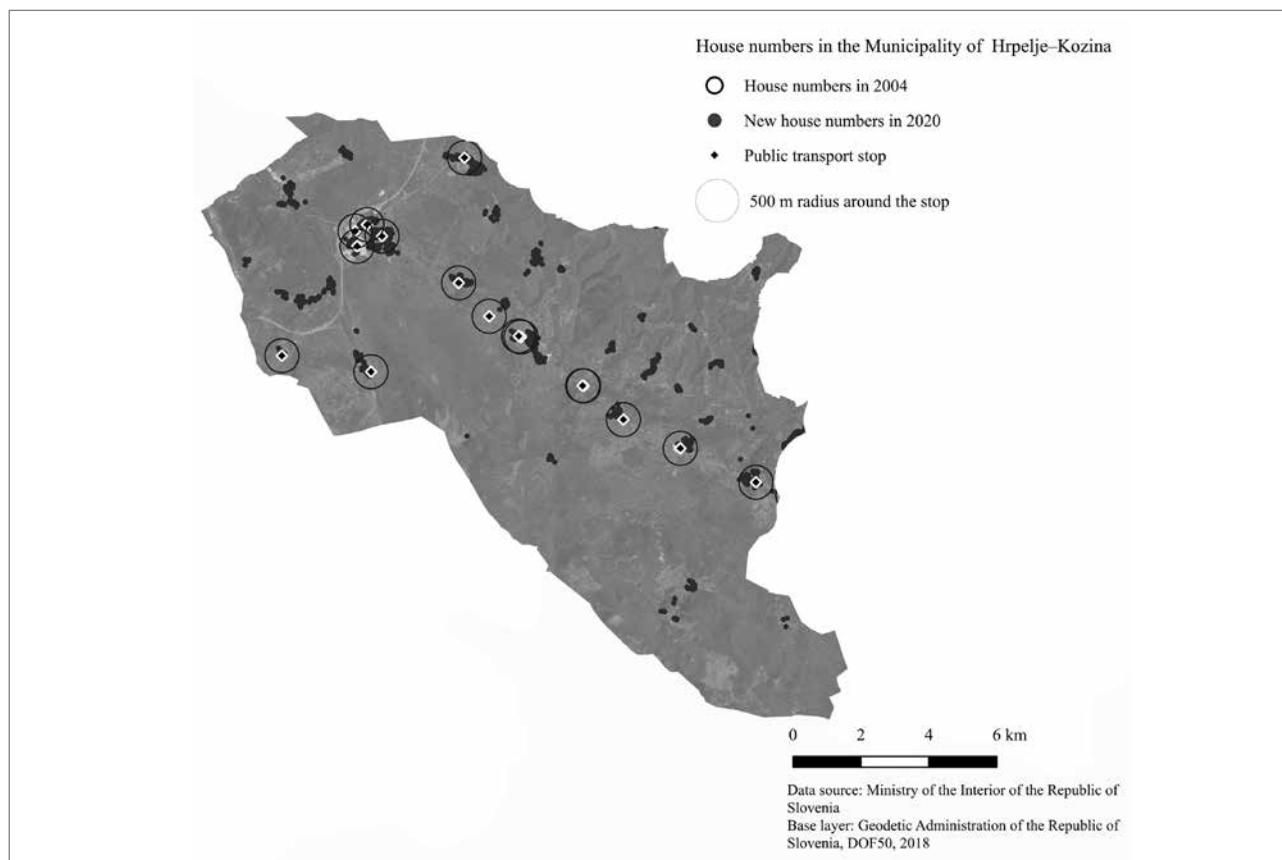 House numbers in the Municipality of Hrpelje–Kozina
House numbers in 2004
New house numbers in 2020
Public transport stop
500 m radius around the stop
0 2 4 6 km
Data source: Ministry of the Interior of the Republic of
Slovenia
Base layer: Geodetic Administration of the Republic of
Slovenia, DOF50, 2018